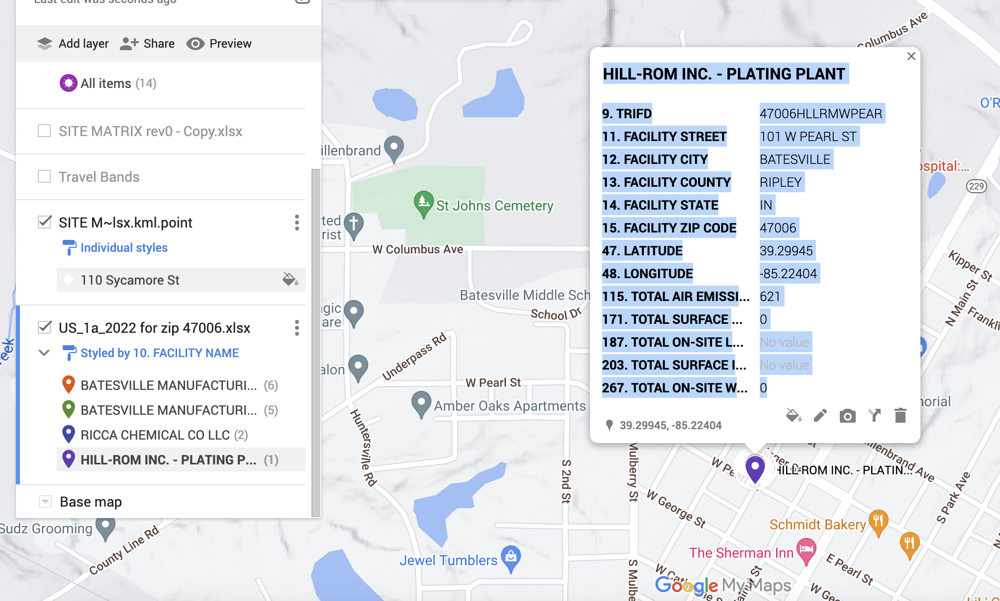 Last edit was seconds ago
Add layer
Share
Preview
All items (14)
SITE MATRIX rev0 - Copy.xlsx
Travel Bands
SITE M~lsx.kml.point
Individual styles
110 Sycamore St
US_1a_2022 for zip 47006.xlsx
Styled by 10. FACILITY NAME
BATESVILLE MANUFACTURI... (6)
BATESVILLE MANUFACTURI... (5)
RICCA CHEMICAL CO LLC (2)
HILL-ROM INC. - PLATING P... (1)
Base map
HILL-ROM INC. - PLATING PLANT
9. TRIFD 47006HLLRMWPEAR
11. FACILITY STREET 101 W PEARL ST
12. FACILITY CITY BATESVILLE
13. FACILITY COUNTY RIPLEY
14. FACILITY STATE IN
15. FACILITY ZIP CODE 47006
47. LATITUDE 39.29945
48. LONGITUDE -85.22404
115. TOTAL AIR EMISSI... 621
171. TOTAL SURFACE ... 0
187. TOTAL ON-SITE L... No value
203. TOTAL SURFACE I... No value
267. TOTAL ON-SITE W... 0
39.29945, -85.22404
Columbus Ave
O'R
illenbrand
ospital:...
229
St Johns Cemetery
ted
rist
W Columbus Ave
Kipper St
Batesville Middle Sch
School Dr
N Main St
Frankli
agic
are
Underpass Rd
eek
alon
W Pearl St
Amber Oaks Apartments
morial
Huntersville Rd
S 2nd St
Mulberry St
illenbrand Ave
inger
W Pearl St
HILL-ROM INC. - PLATIN...
S Park Ave
W George St
Schmidt Bakery
Sudz Grooming
County Line Rd
The Sherman Inn
Jewel Tumblers
E Pearl St
S Mulbe
Google My Maps
W Geo